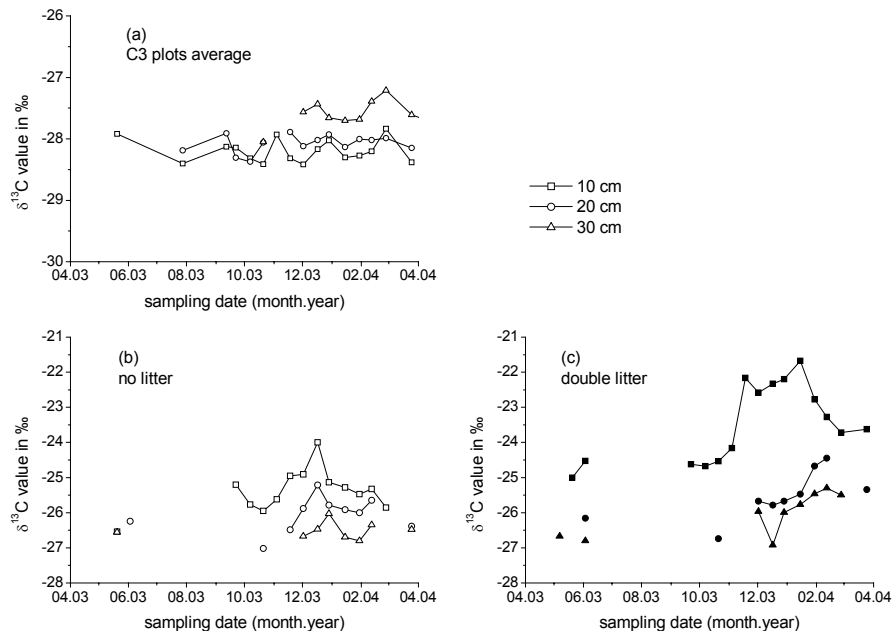 -26
-27
-28
-29
-30
δ¹³C value in ‰
(a)
C3 plots average
04.03 06.03 08.03 10.03 12.03 02.04 04.04
sampling date (month.year)
10 cm
20 cm
30 cm
-21
-22
-23
-24
-25
-26
-27
-28
δ¹³C value in ‰
(b)
no litter
04.03 06.03 08.03 10.03 12.03 02.04 04.04
sampling date (month.year)
-21
-22
-23
-24
-25
-26
-27
-28
δ¹³C value in ‰
(c)
double litter
04.03 06.03 08.03 10.03 12.03 02.04 04.04
sampling date (month.year)